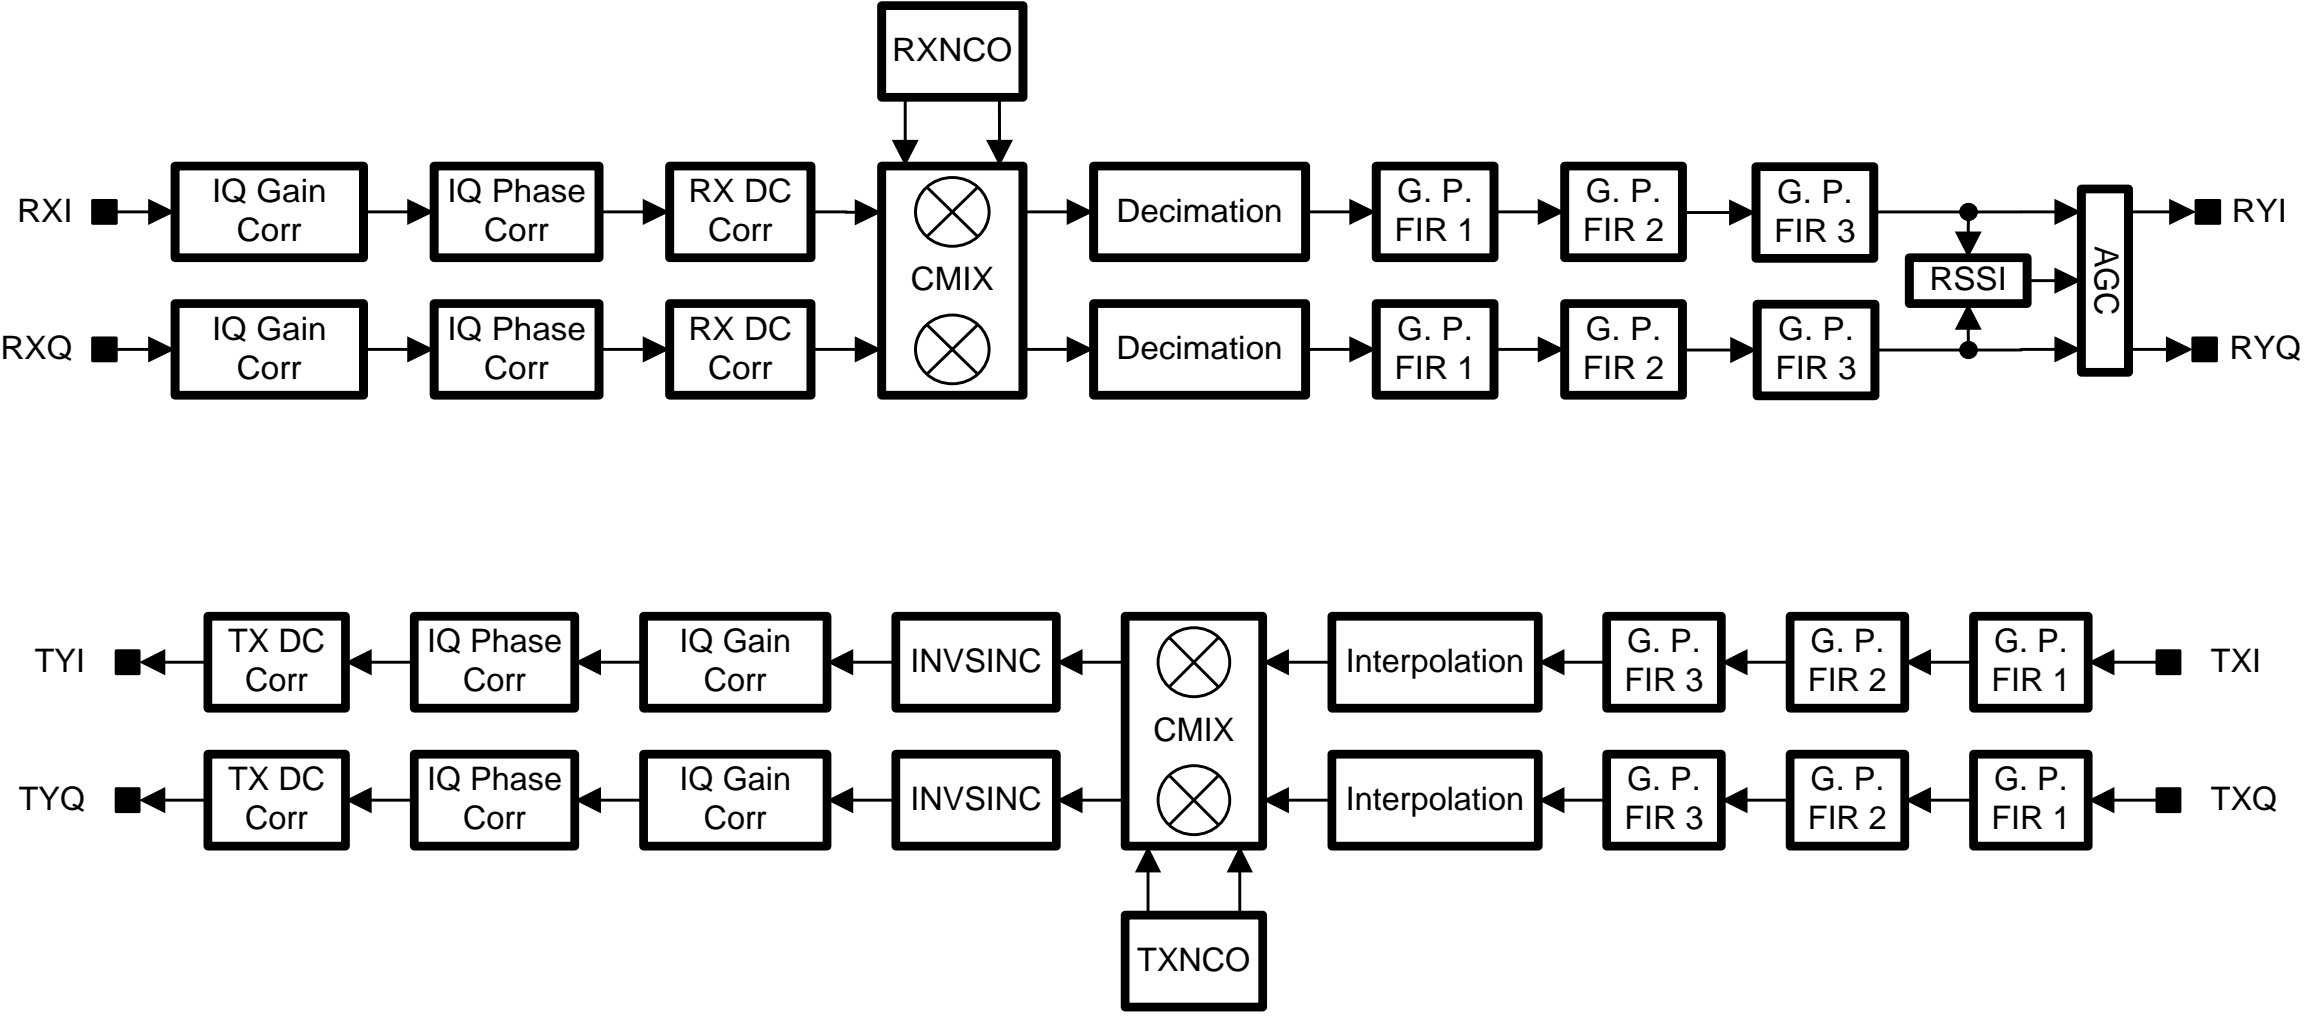 RXNCO
RXI
IQ Gain
Corr
IQ Phase
Corr
RX DC
Corr
CMIX
Decimation
G. P.
FIR 1
G. P.
FIR 2
G. P.
FIR 3
RSSI
AGC
RYI
RXQ
IQ Gain
Corr
IQ Phase
Corr
RX DC
Corr
Decimation
G. P.
FIR 1
G. P.
FIR 2
G. P.
FIR 3
RYQ
TYI
TX DC
Corr
IQ Phase
Corr
IQ Gain
Corr
INVSINC
CMIX
Interpolation
G. P.
FIR 3
G. P.
FIR 2
G. P.
FIR 1
TXI
TYQ
TX DC
Corr
IQ Phase
Corr
IQ Gain
Corr
INVSINC
Interpolation
G. P.
FIR 3
G. P.
FIR 2
G. P.
FIR 1
TXQ
TXNCO